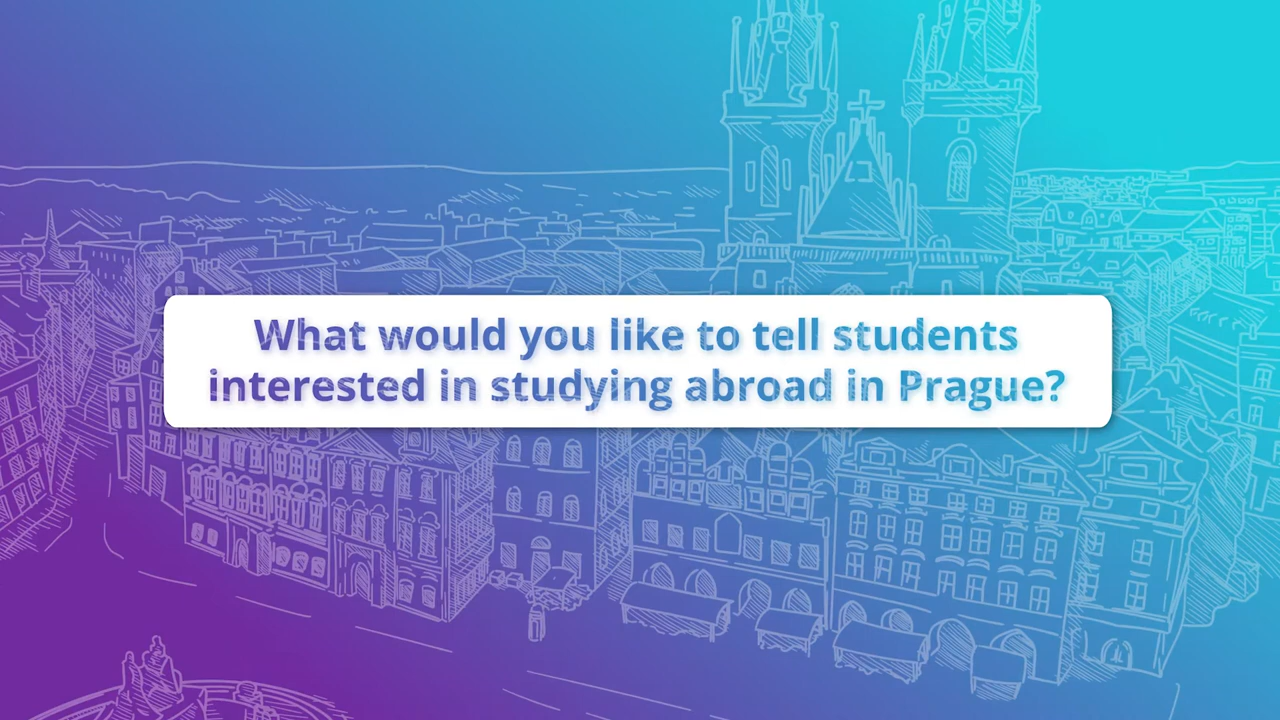 What would you like to tell students
interested in studying abroad in Prague?